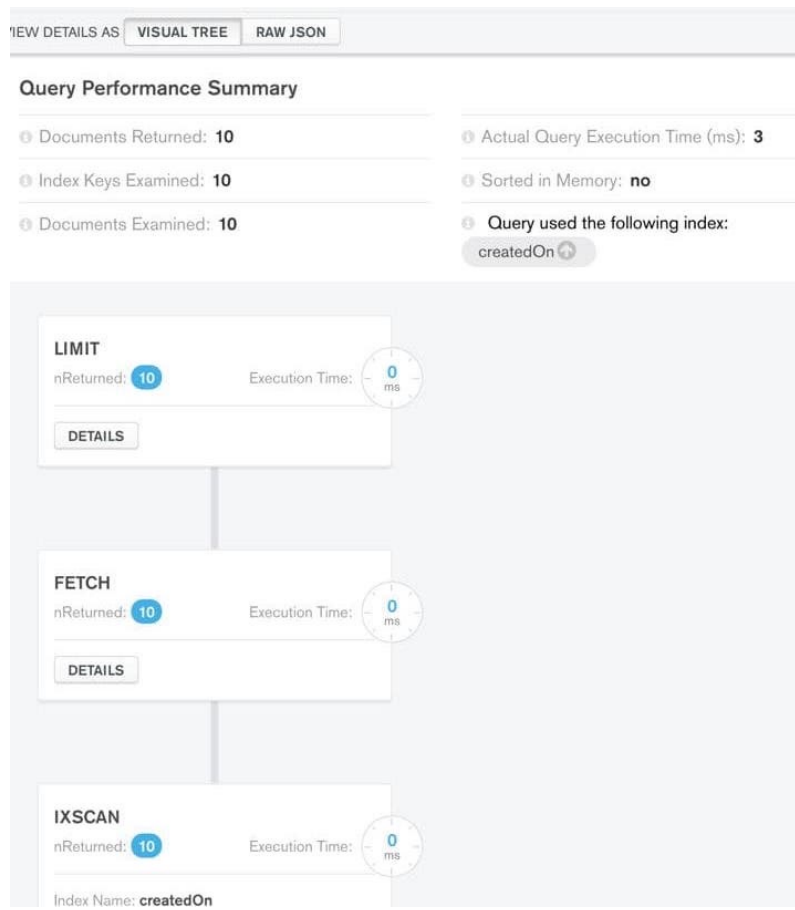 IEW DETAILS AS VISUAL TREE RAW JSON
Query Performance Summary
Documents Returned: 10
Index Keys Examined: 10
Documents Examined: 10
Actual Query Execution Time (ms): 3
Sorted in Memory: no
Query used the following index:
createdOn
LIMIT
nReturned: 10 Execution Time: 0 ms
DETAILS
FETCH
nReturned: 10 Execution Time: 0 ms
DETAILS
IXSCAN
nReturned: 10 Execution Time: 0 ms
Index Name: createdOn